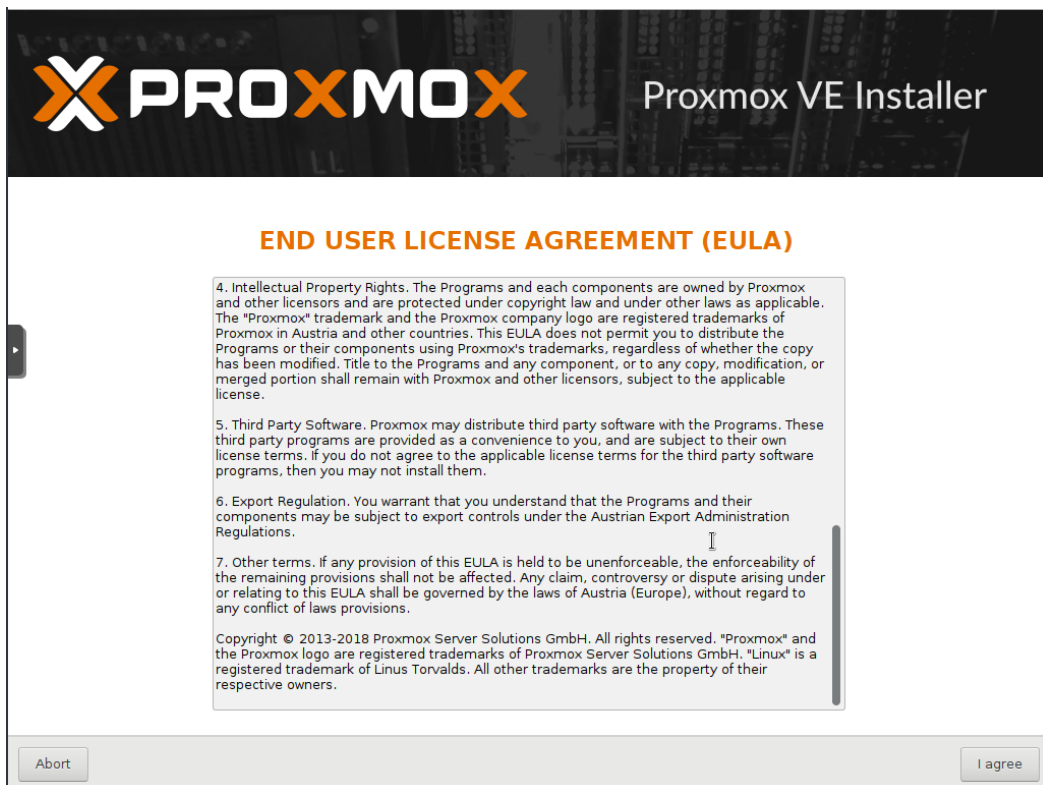 PROXMOX
Proxmox VE Installer
END USER LICENSE AGREEMENT (EULA)
4. Intellectual Property Rights. The Programs and each components are owned by Proxmox
and other licensors and are protected under copyright law and under other laws as applicable.
The "Proxmox" trademark and the Proxmox company logo are registered trademarks of
Proxmox in Austria and other countries. This EULA does not permit you to distribute the
Programs or their components using Proxmox's trademarks, regardless of whether the copy
has been modified. Title to the Programs and any component, or to any copy, modification, or
merged portion shall remain with Proxmox and other licensors, subject to the applicable
license.
5. Third Party Software. Proxmox may distribute third party software with the Programs. These
third party programs are provided as a convenience to you, and are subject to their own
license terms. If you do not agree to the applicable license terms for the third party software
programs, then you may not install them.
6. Export Regulation. You warrant that you understand that the Programs and their
components may be subject to export controls under the Austrian Export Administration
Regulations.
7. Other terms. If any provision of this EULA is held to be unenforceable, the enforceability of
the remaining provisions shall not be affected. Any claim, controversy or dispute arising under
or relating to this EULA shall be governed by the laws of Austria (Europe), without regard to
any conflict of laws provisions.
Copyright © 2013-2018 Proxmox Server Solutions GmbH. All rights reserved. "Proxmox" and
the Proxmox logo are registered trademarks of Proxmox Server Solutions GmbH. "Linux" is a
registered trademark of Linus Torvalds. All other trademarks are the property of their
respective owners.
Abort
I agree